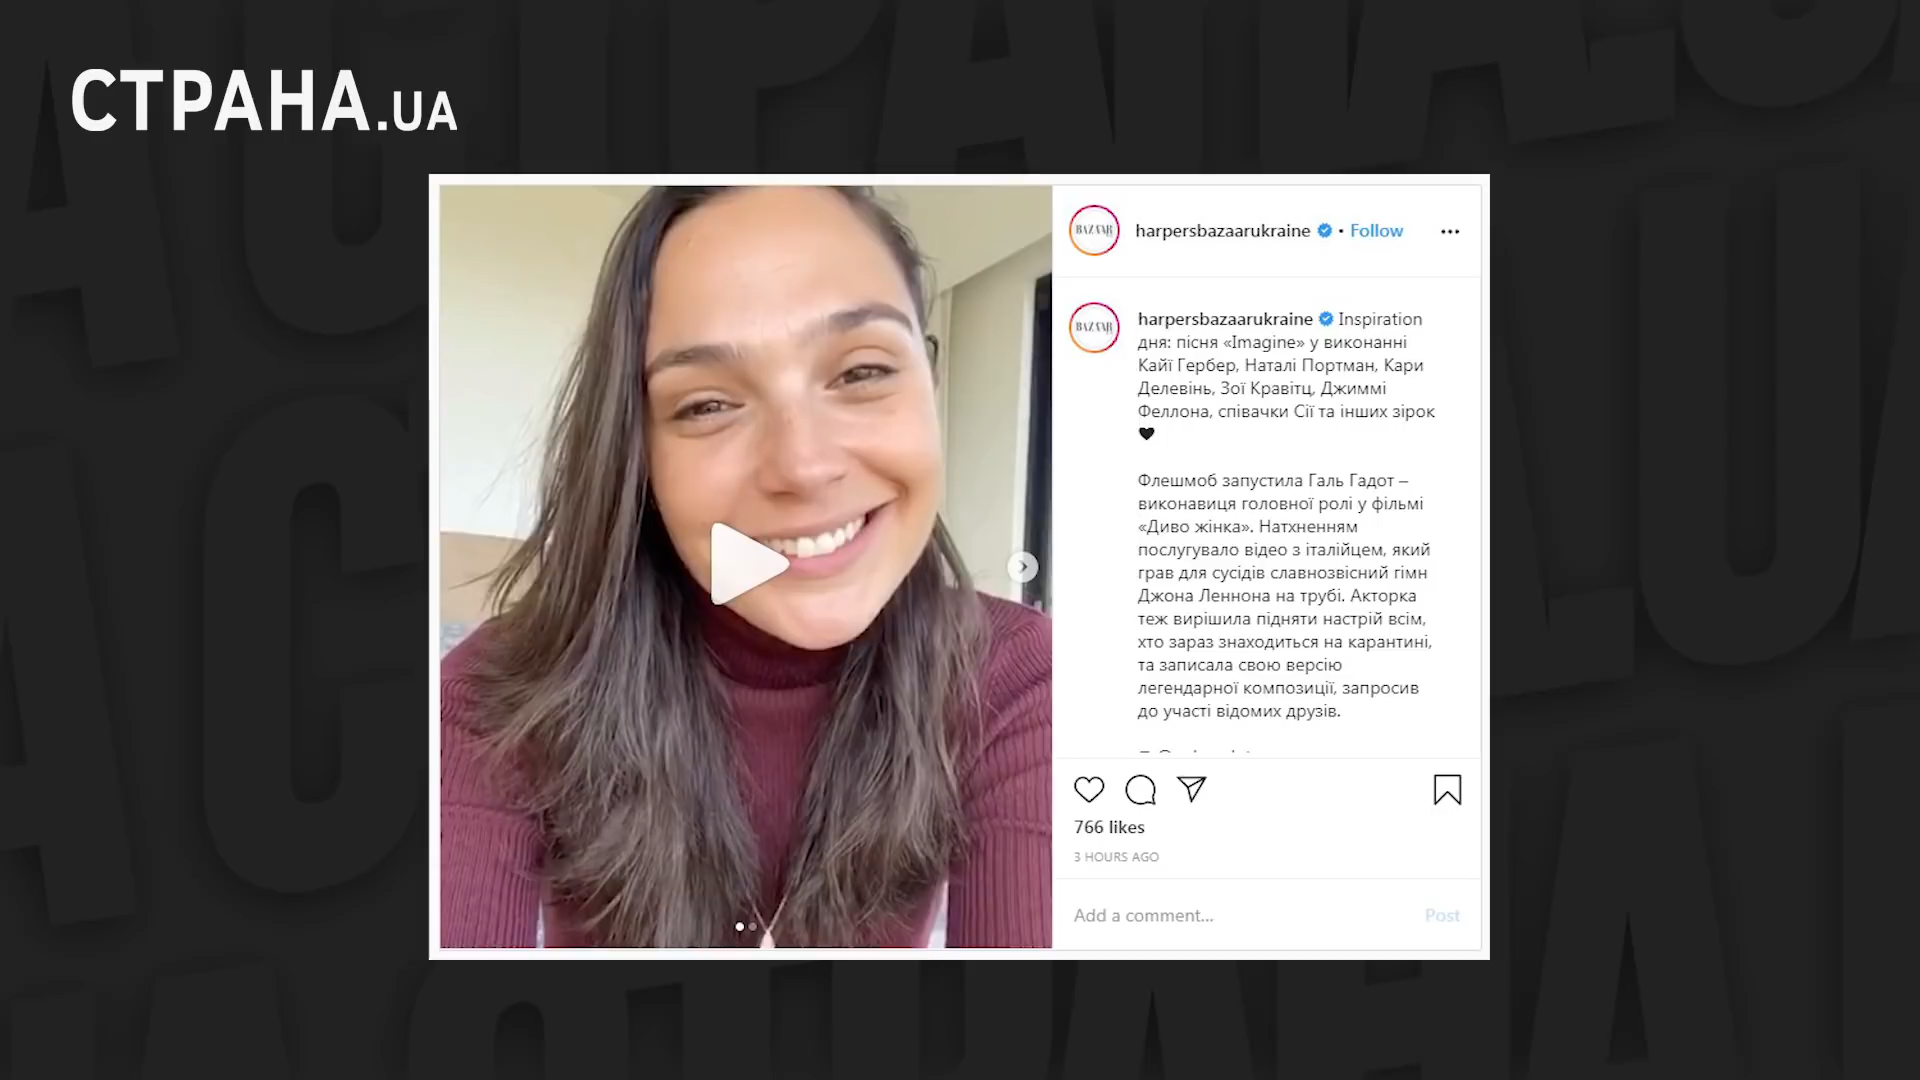 СТРАНА.UA
BAZAAR
harpersbazaarukraine • Follow
BAZAAR
harpersbazaarukraine Inspiration
дня: пісня «Imagine» у виконанні
Кайї Гербер, Наталі Портман, Кари
Делевінь, Зої Кравітц, Джиммі
Феллона, співачки Сії та інших зірок
🖤
Флешмоб запустила Галь Гадот –
виконавиця головної ролі у фільмі
«Диво жінка». Натхненням
послугувало відео з італійцем, який
грав для сусідів славнозвісний гімн
Джона Леннона на трубі. Акторка
теж вирішила підняти настрій всім,
хто зараз знаходиться на карантині,
та записала свою версію
легендарної композиції, запросив
до участі відомих друзів.
766 likes
3 HOURS AGO
Add a comment...
Post